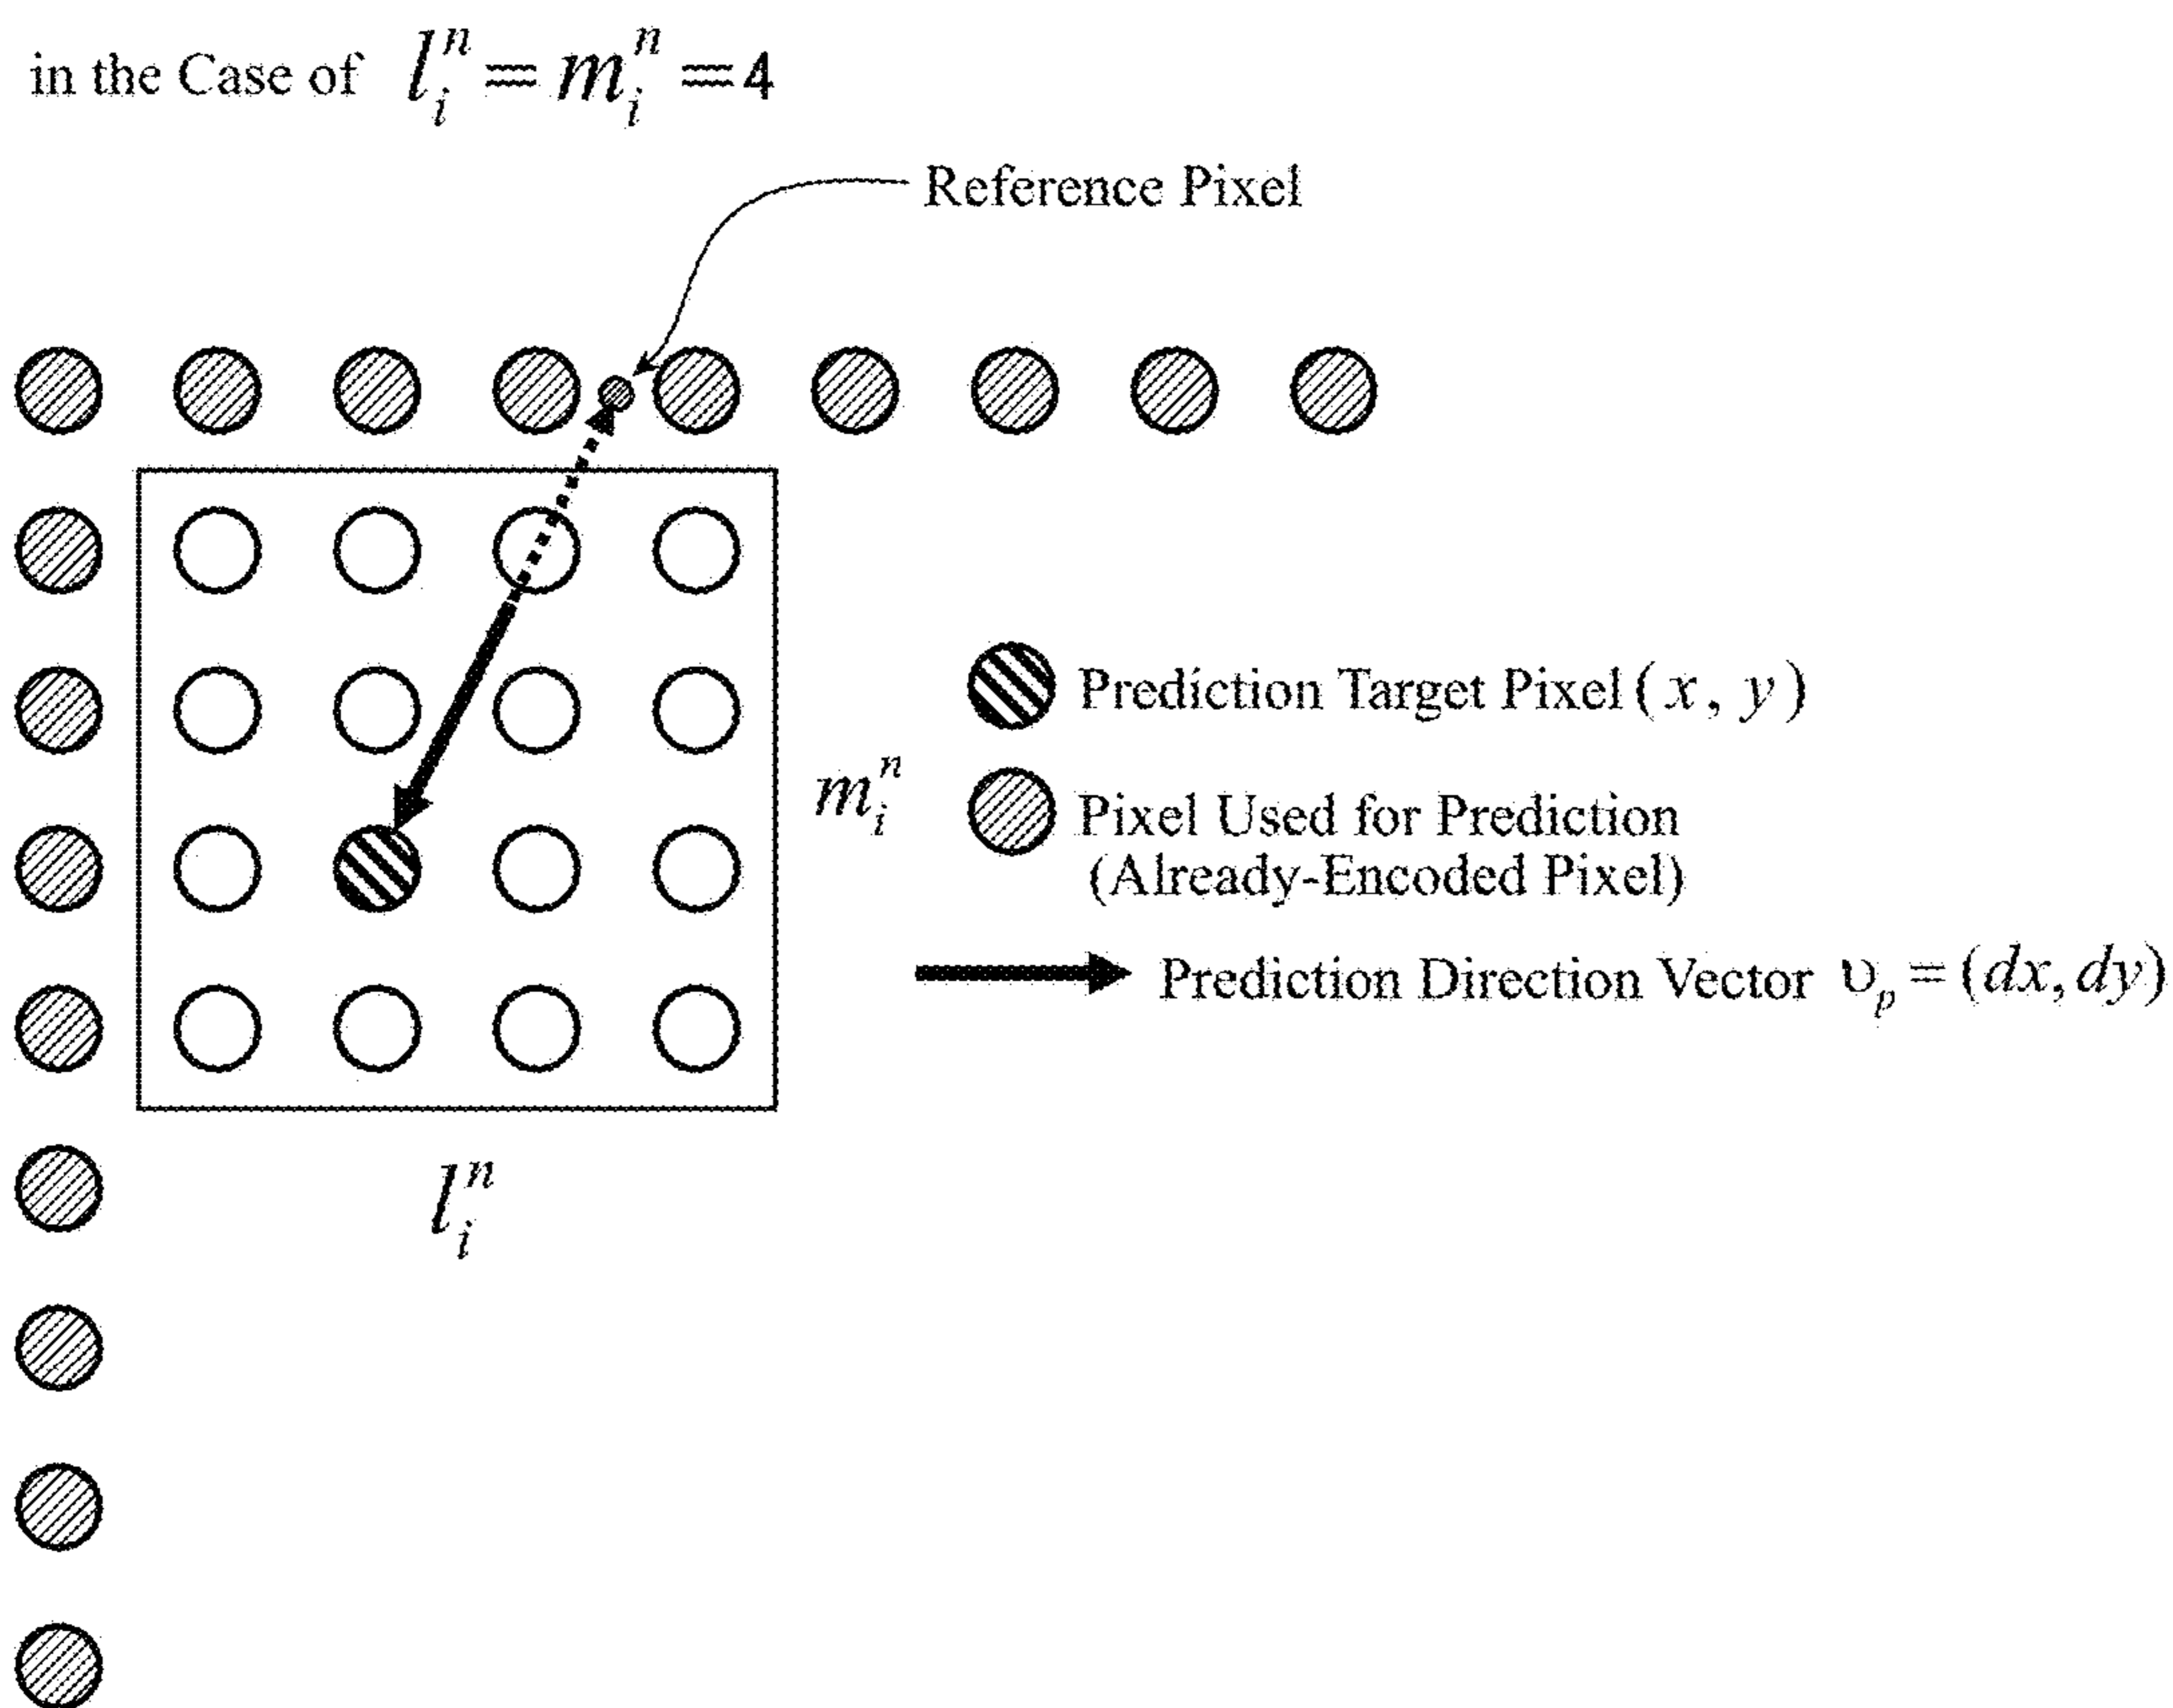 in the Case of $l_i^n = m_i^n = 4$
Reference Pixel
Prediction Target Pixel ( x , y )
$m_i^n$
Pixel Used for Prediction
(Already-Encoded Pixel)
Prediction Direction Vector $\upsilon_p = (dx, dy)$
$l_i^n$